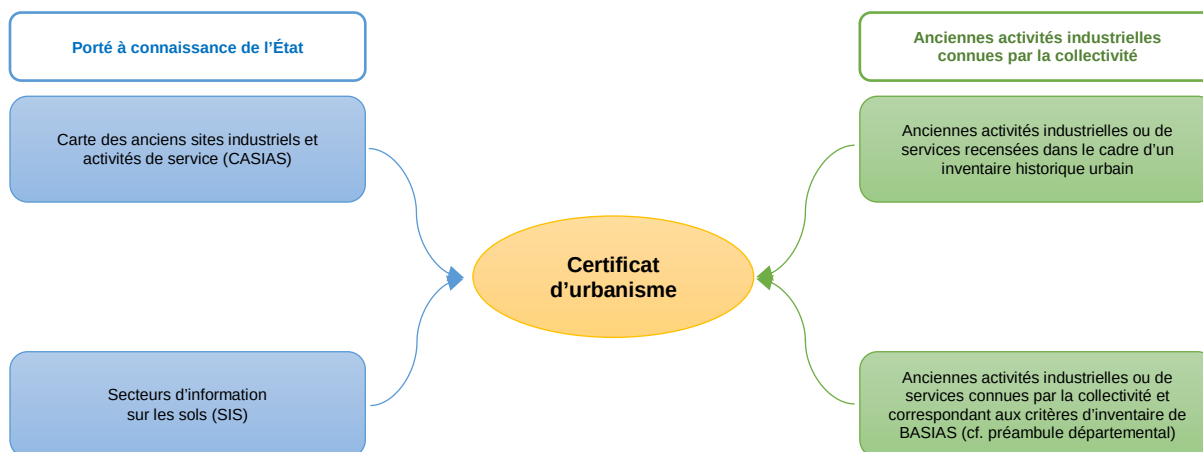 Porté à connaissance de l’État
Carte des anciens sites industriels et
activités de service (CASIAS)
Secteurs d’information
sur les sols (SIS)
Certificat
d’urbanisme
Anciennes activités industrielles
connues par la collectivité
Anciennes activités industrielles ou de
services recensées dans le cadre d’un
inventaire historique urbain
Anciennes activités industrielles ou de
services connues par la collectivité et
correspondant aux critères d’inventaire de
BASIAS (cf. préambule départemental)